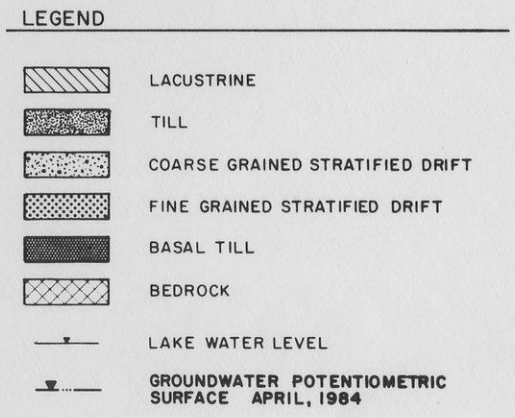 LEGEND
LACUSTRINE
TILL
COARSE GRAINED STRATIFIED DRIFT
FINE GRAINED STRATIFIED DRIFT
BASAL TILL
BEDROCK
LAKE WATER LEVEL
GROUNDWATER POTENTIOMETRIC
SURFACE APRIL, 1984